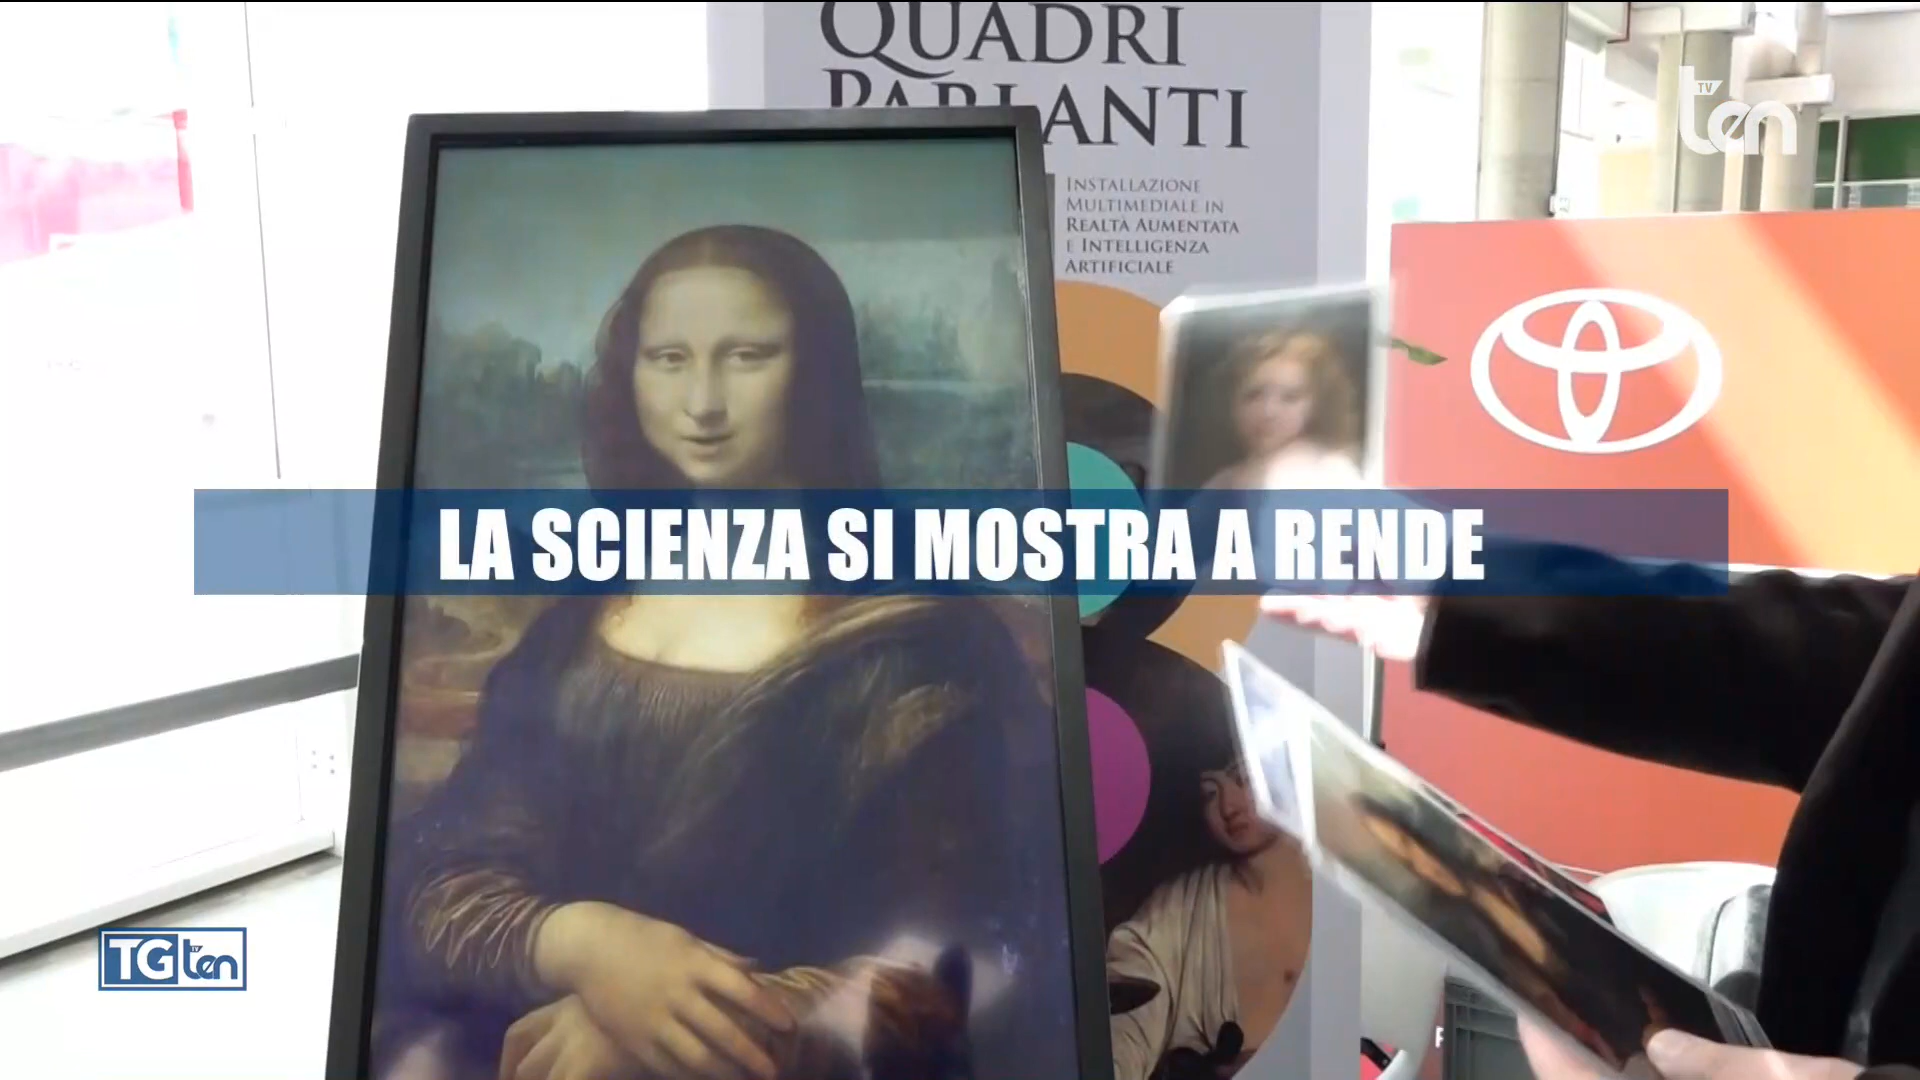 QUADRI
PARLANTI
INSTALLAZIONE
MULTIMEDIALE IN
REALTÀ AUMENTATA
E INTELLIGENZA
ARTIFICIALE
TV
ten
LA SCIENZA SI MOSTRA A RENDE
TG ten
TV